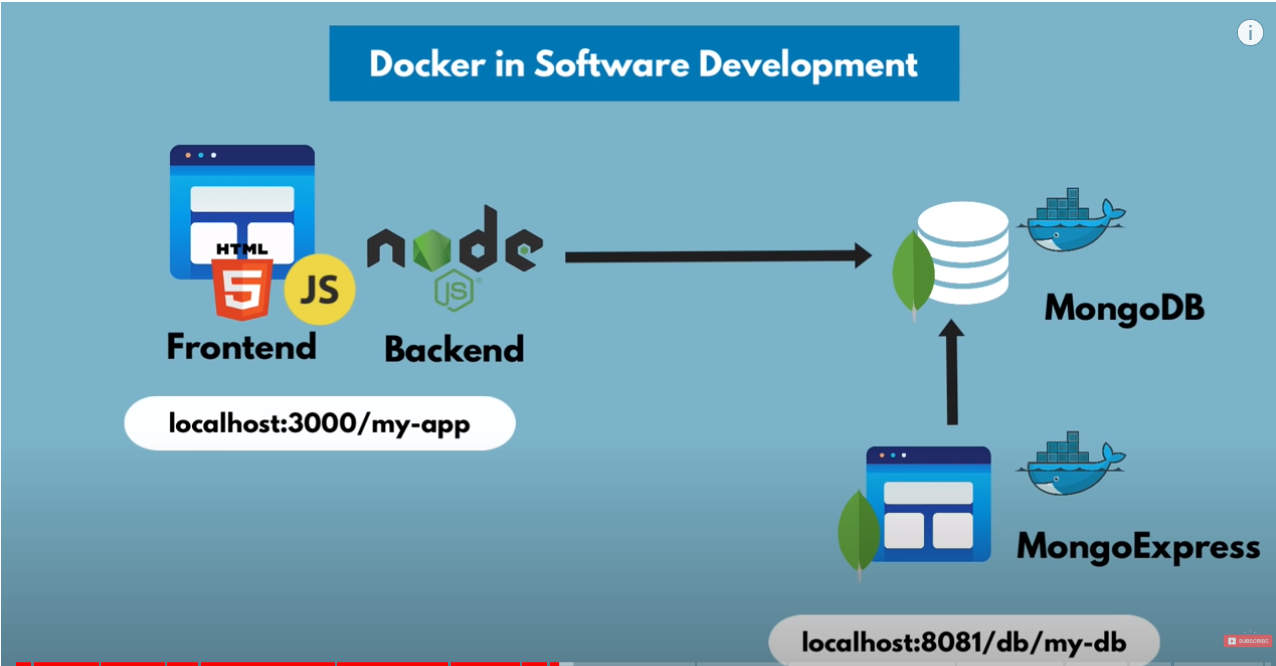 Docker in Software Development
HTML
5
JS
node
JS
Frontend
Backend
localhost:3000/my-app
MongoDB
MongoExpress
localhost:8081/db/my-db
SUBSCRIBE
i